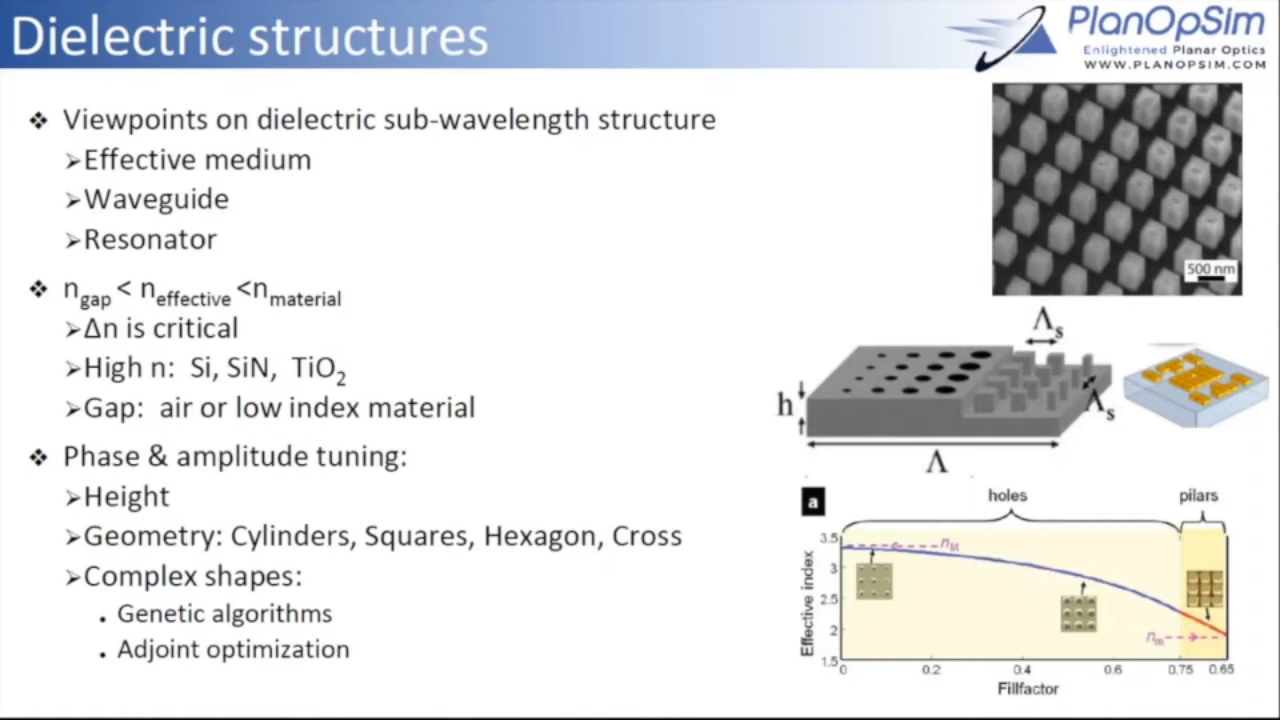 Dielectric structures
PlanOpSim
Enlightened Planar Optics
WWW.PLANOPSIM.COM
❖ Viewpoints on dielectric sub-wavelength structure
➢Effective medium
➢Waveguide
➢Resonator
❖ n_gap < n_effective <n_material
➢Δn is critical
➢High n: Si, SiN, TiO₂
➢Gap: air or low index material
❖ Phase & amplitude tuning:
➢Height
➢Geometry: Cylinders, Squares, Hexagon, Cross
➢Complex shapes:
. Genetic algorithms
. Adjoint optimization
500 nm
Λs
h
Λs
Λ
a
holes
pilars
Effective index
3.5
3
2.5
2
1.5
n_M
n_m
0
0.2
0.4
0.6
0.75
0.65
Fillfactor